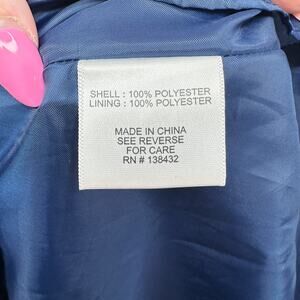 SHELL : 100% POLYESTER
LINING : 100% POLYESTER
MADE IN CHINA
SEE REVERSE
FOR CARE
RN # 138432